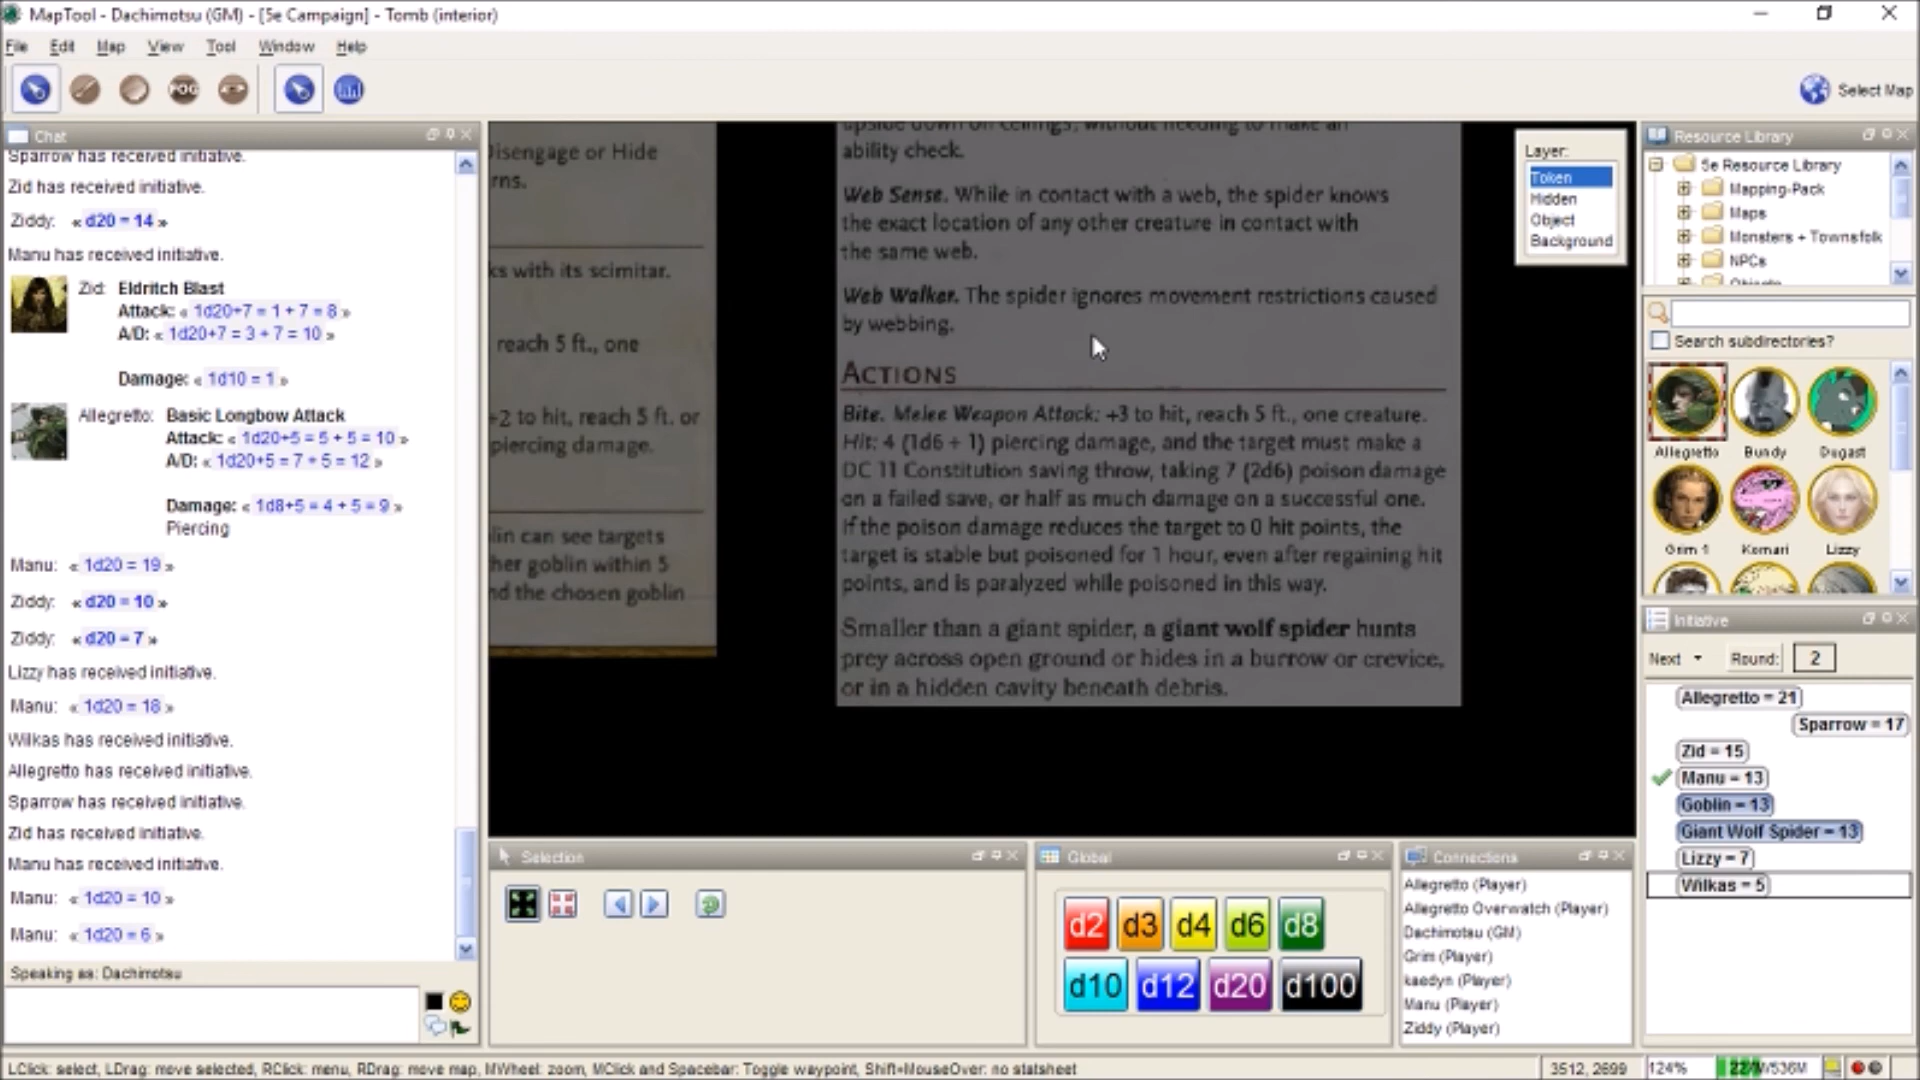 MapTool - Dachimotsu (GM) - [5e Campaign] - Tomb (interior)
File Edit Map View Tool Window Help
FOG
Select Map
Chat
Sparrow has received initiative.
Zid has received initiative.
Ziddy: « d20 = 14 »
Manu has received initiative.
Zid: Eldritch Blast
Attack: « 1d20+7 = 1 + 7 = 8 »
A/D: « 1d20+7 = 3 + 7 = 10 »
Damage: « 1d10 = 1 »
Allegretto: Basic Longbow Attack
Attack: « 1d20+5 = 5 + 5 = 10 »
A/D: « 1d20+5 = 7 + 5 = 12 »
Damage: « 1d8+5 = 4 + 5 = 9 »
Piercing
Manu: « 1d20 = 19 »
Ziddy: « d20 = 10 »
Ziddy: « d20 = 7 »
Lizzy has received initiative.
Manu: « 1d20 = 18 »
Wilkas has received initiative.
Allegretto has received initiative.
Sparrow has received initiative.
Zid has received initiative.
Manu has received initiative.
Manu: « 1d20 = 10 »
Manu: « 1d20 = 6 »
Speaking as: Dachimotsu
Disengage or Hide
rns.
ks with its scimitar.
reach 5 ft., one
+2 to hit, reach 5 ft. or
piercing damage.
lin can see targets
her goblin within 5
nd the chosen goblin
upside down on ceilings, without needing to make an
ability check.
Web Sense. While in contact with a web, the spider knows
the exact location of any other creature in contact with
the same web.
Web Walker. The spider ignores movement restrictions caused
by webbing.
ACTIONS
Bite. Melee Weapon Attack: +3 to hit, reach 5 ft., one creature.
Hit: 4 (1d6 + 1) piercing damage, and the target must make a
DC 11 Constitution saving throw, taking 7 (2d6) poison damage
on a failed save, or half as much damage on a successful one.
If the poison damage reduces the target to 0 hit points, the
target is stable but poisoned for 1 hour, even after regaining hit
points, and is paralyzed while poisoned in this way.
Smaller than a giant spider, a giant wolf spider hunts
prey across open ground or hides in a burrow or crevice,
or in a hidden cavity beneath debris.
Layer:
Token
Hidden
Object
Background
Resource Library
5e Resource Library
Mapping-Pack
Maps
Monsters + Townsfolk
NPCs
Objects
Search subdirectories?
Allegretto Bundy Dugast
Grim 1 Komari Lizzy
Initiative
Next Round: 2
Allegretto = 21
Sparrow = 17
Zid = 15
Manu = 13
Goblin = 13
Giant Wolf Spider = 13
Lizzy = 7
Wilkas = 5
Selection
Global
d2 d3 d4 d6 d8
d10 d12 d20 d100
Connections
Allegretto (Player)
Allegretto Overwatch (Player)
Dachimotsu (GM)
Grim (Player)
kaedyn (Player)
Manu (Player)
Ziddy (Player)
LClick: select, LDrag: move selected, RClick: menu, RDrag: move map, MWheel: zoom, MClick and Spacebar: Toggle waypoint, Shift+MouseOver: no statsheet
3512, 2699 124%